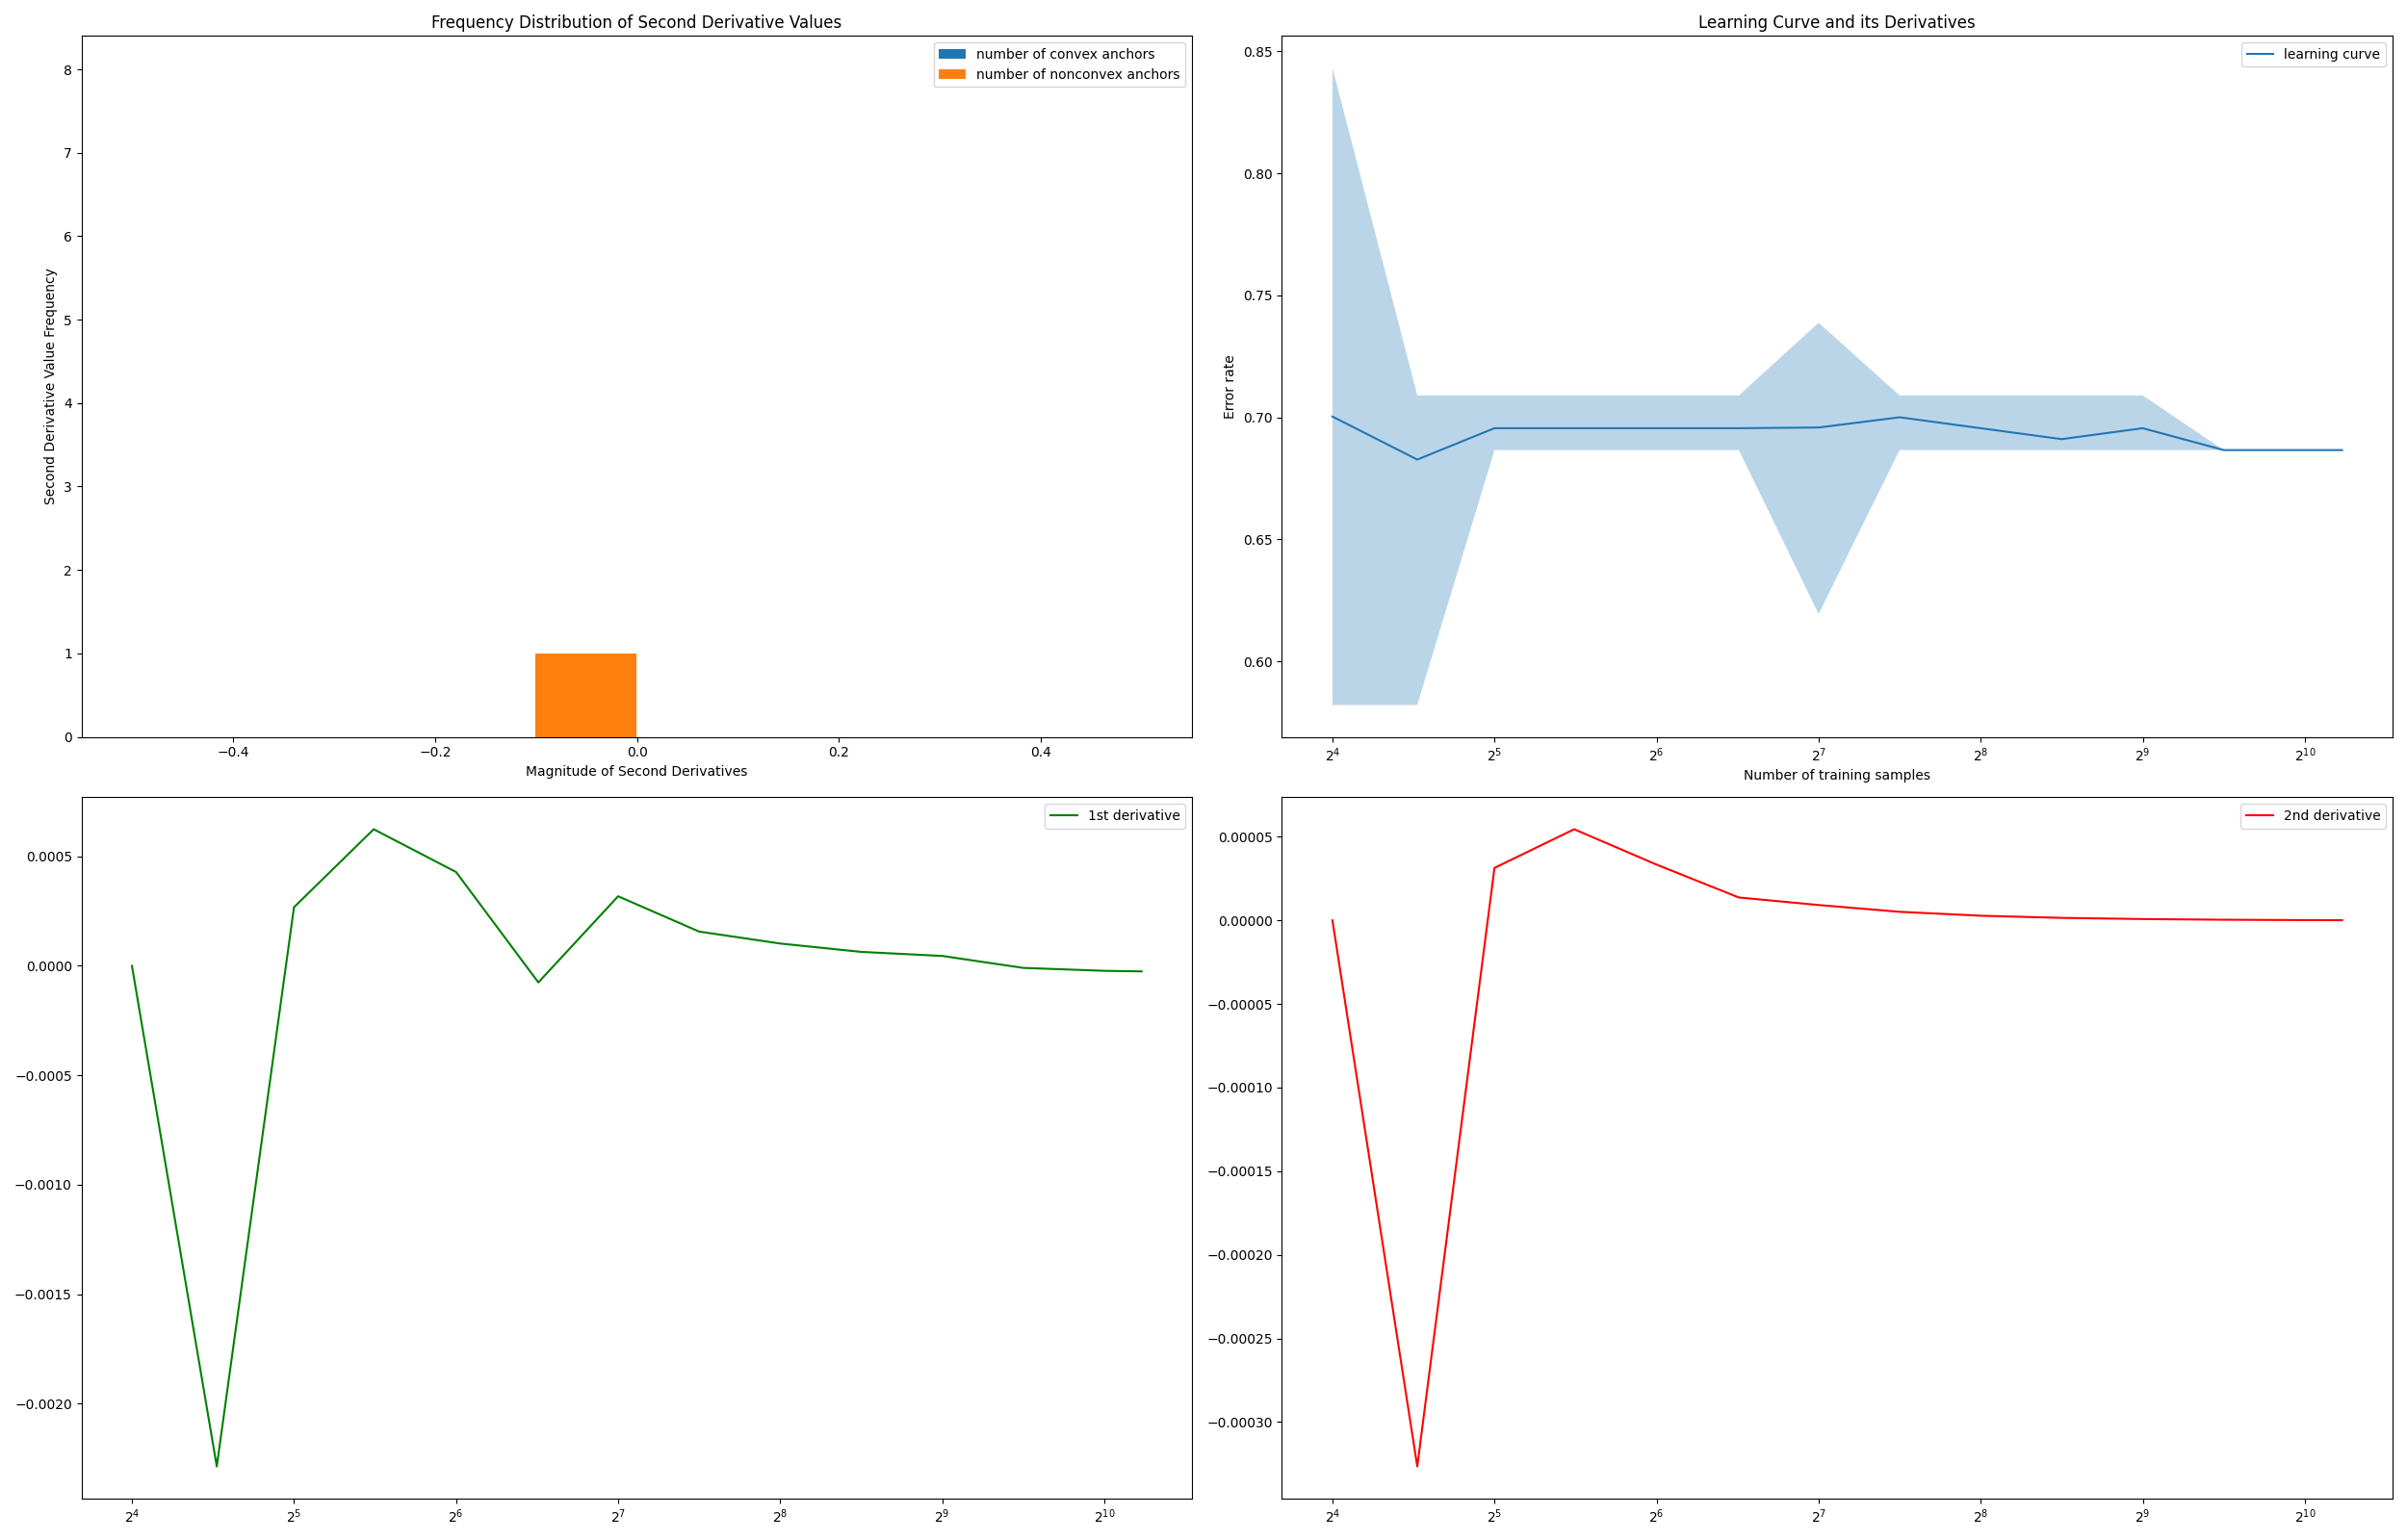 Frequency Distribution of Second Derivative Values
number of convex anchors
number of nonconvex anchors
8
7
6
5
4
3
2
1
0
Second Derivative Value Frequency
−0.4 −0.2 0.0 0.2 0.4
Magnitude of Second Derivatives
Learning Curve and its Derivatives
learning curve
0.85
0.80
0.75
0.70
0.65
0.60
Error rate
2^4 2^5 2^6 2^7 2^8 2^9 2^10
Number of training samples
1st derivative
0.0005
0.0000
−0.0005
−0.0010
−0.0015
−0.0020
2^4 2^5 2^6 2^7 2^8 2^9 2^10
2nd derivative
0.00005
0.00000
−0.00005
−0.00010
−0.00015
−0.00020
−0.00025
−0.00030
2^4 2^5 2^6 2^7 2^8 2^9 2^10